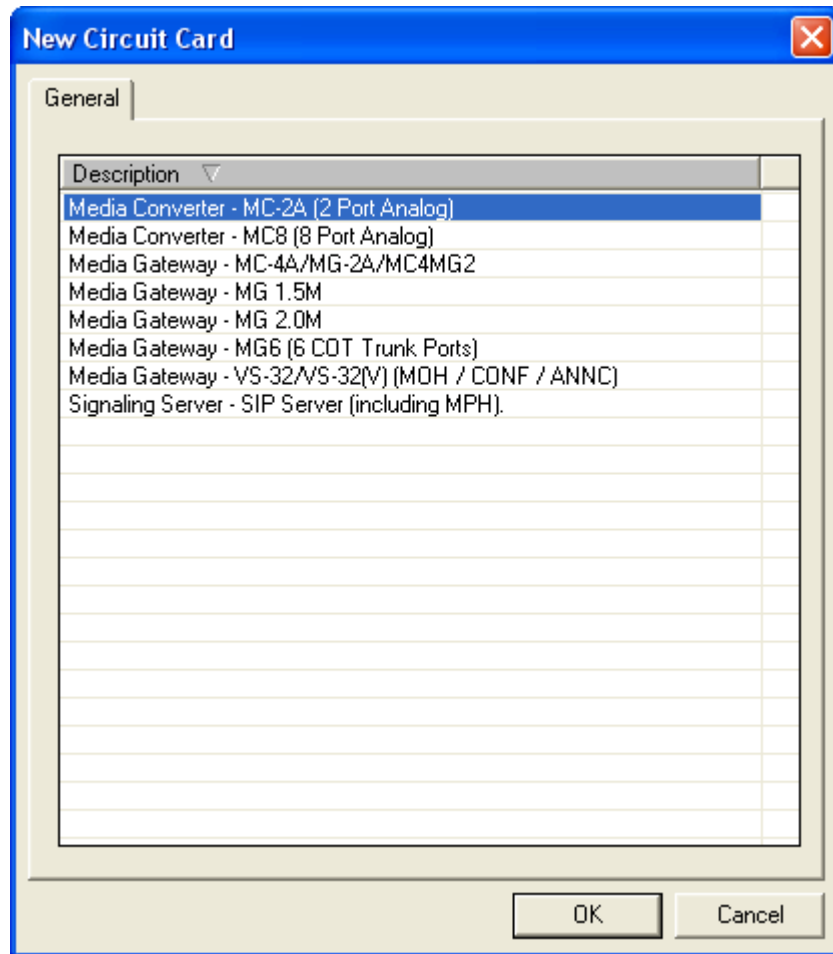 New Circuit Card
General
Description
Media Converter - MC-2A (2 Port Analog)
Media Converter - MC8 (8 Port Analog)
Media Gateway - MC-4A/MG-2A/MC4MG2
Media Gateway - MG 1.5M
Media Gateway - MG 2.0M
Media Gateway - MG6 (6 COT Trunk Ports)
Media Gateway - VS-32/VS-32(V) (MOH / CONF / ANNC)
Signaling Server - SIP Server (including MPH).
OK Cancel